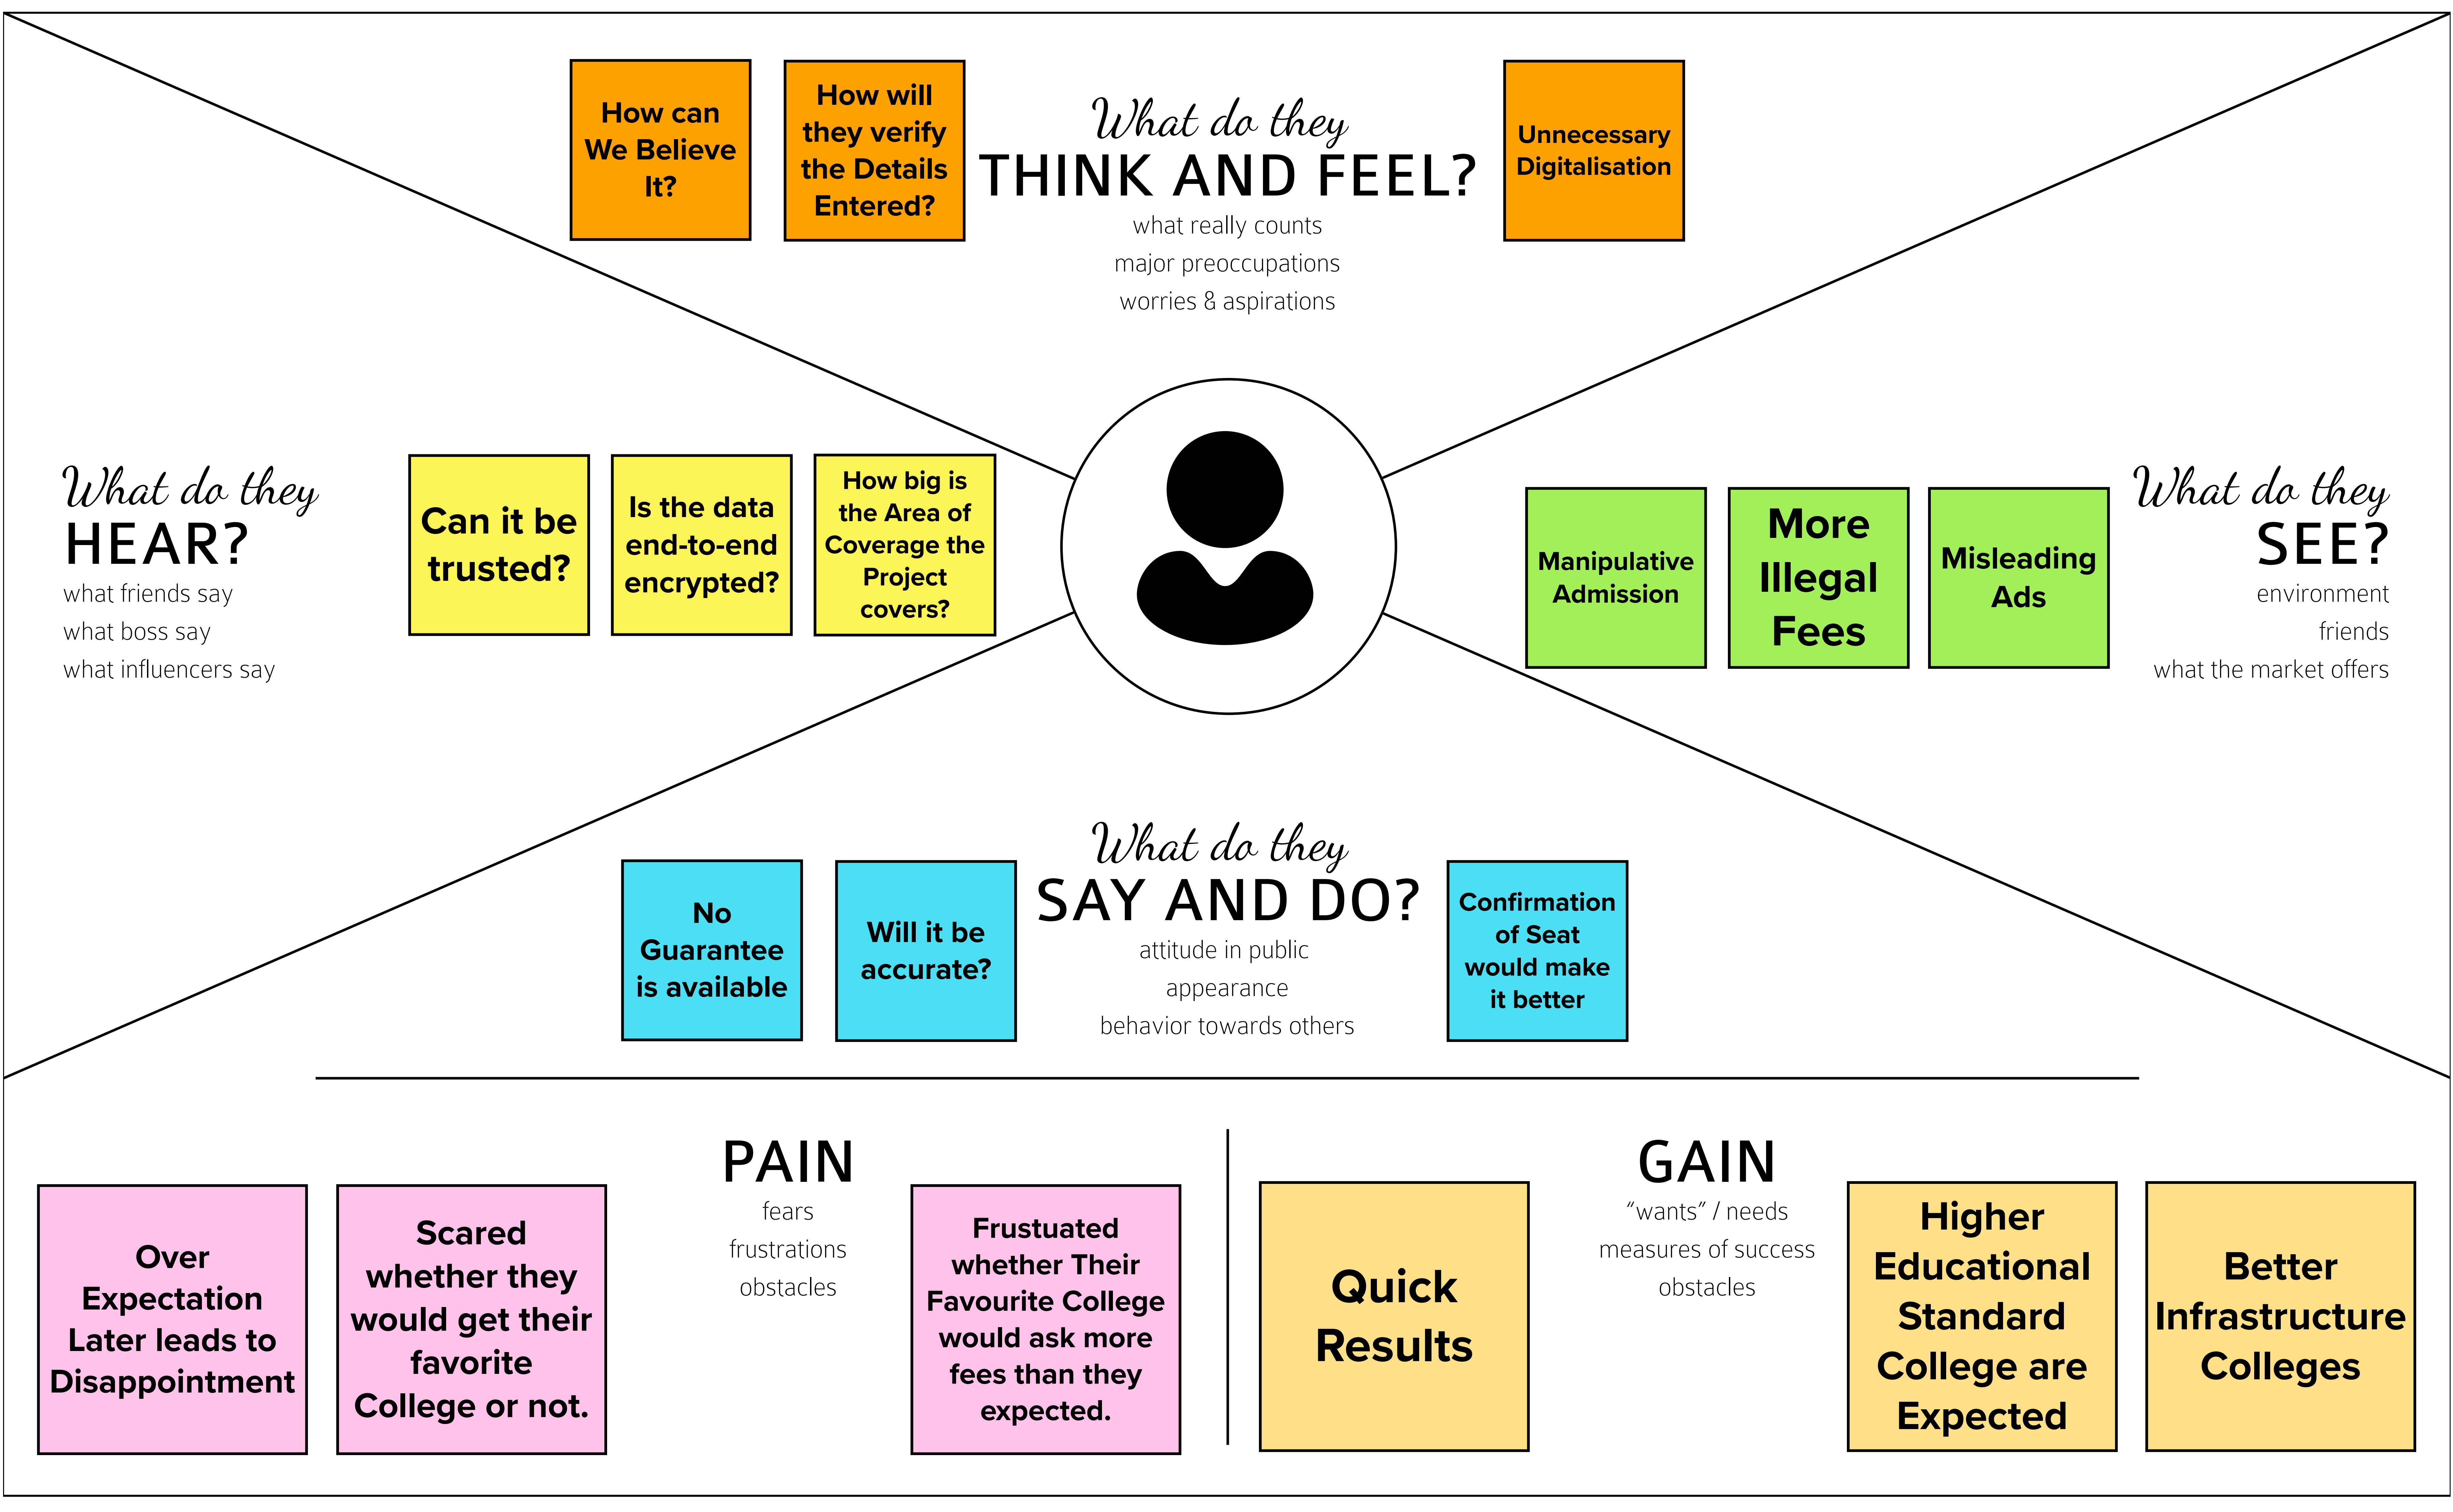 How can
We Believe
It?
How will
they verify
the Details
Entered?
What do they
THINK AND FEEL?
what really counts
major preoccupations
worries & aspirations
Unnecessary
Digitalisation
What do they
HEAR?
what friends say
what boss say
what influencers say
Can it be
trusted?
Is the data
end-to-end
encrypted?
How big is
the Area of
Coverage the
Project
covers?
Manipulative
Admission
More
Illegal
Fees
Misleading
Ads
What do they
SEE?
environment
friends
what the market offers
No
Guarantee
is available
Will it be
accurate?
What do they
SAY AND DO?
attitude in public
appearance
behavior towards others
Confirmation
of Seat
would make
it better
Over
Expectation
Later leads to
Disappointment
Scared
whether they
would get their
favorite
College or not.
PAIN
fears
frustrations
obstacles
Frustuated
whether Their
Favourite College
would ask more
fees than they
expected.
Quick
Results
GAIN
“wants” / needs
measures of success
obstacles
Higher
Educational
Standard
College are
Expected
Better
Infrastructure
Colleges